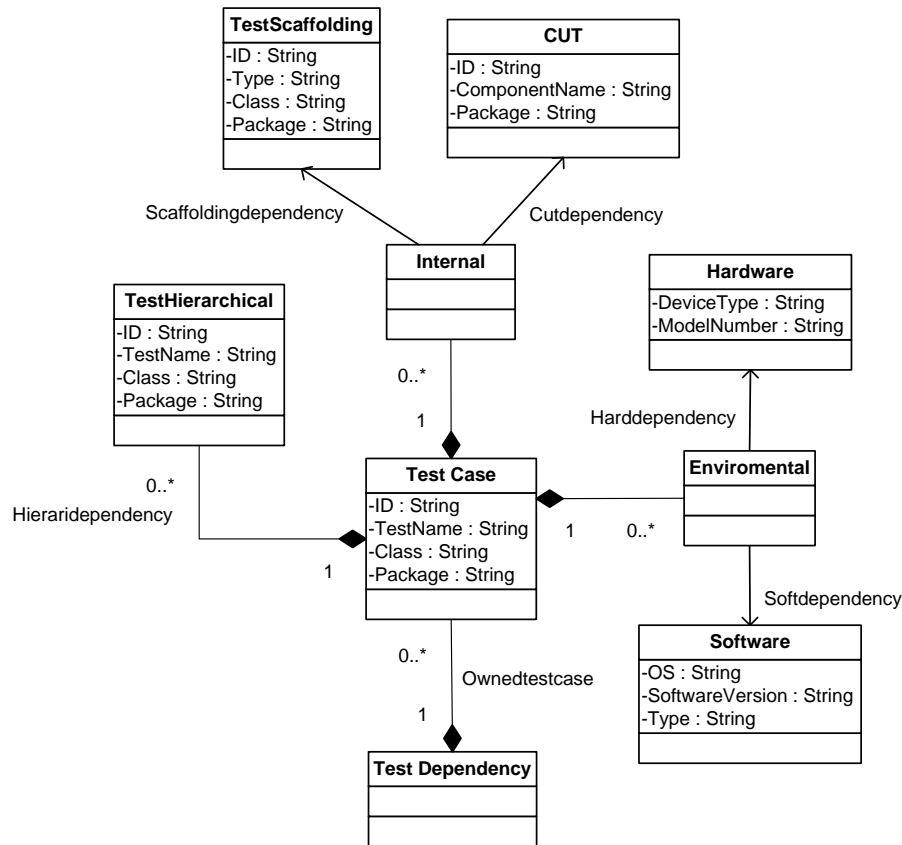 TestScaffolding
-ID : String
-Type : String
-Class : String
-Package : String
CUT
-ID : String
-ComponentName : String
-Package : String
Scaffoldingdependency
Cutdependency
Internal
Hardware
-DeviceType : String
-ModelNumber : String
TestHierarchical
-ID : String
-TestName : String
-Class : String
-Package : String
0..*
1
Harddependency
Test Case
-ID : String
-TestName : String
-Class : String
-Package : String
Enviromental
0..*
Hieraridependency
1
1
0..*
Softdependency
0..*
Ownedtestcase
1
Software
-OS : String
-SoftwareVersion : String
-Type : String
Test Dependency